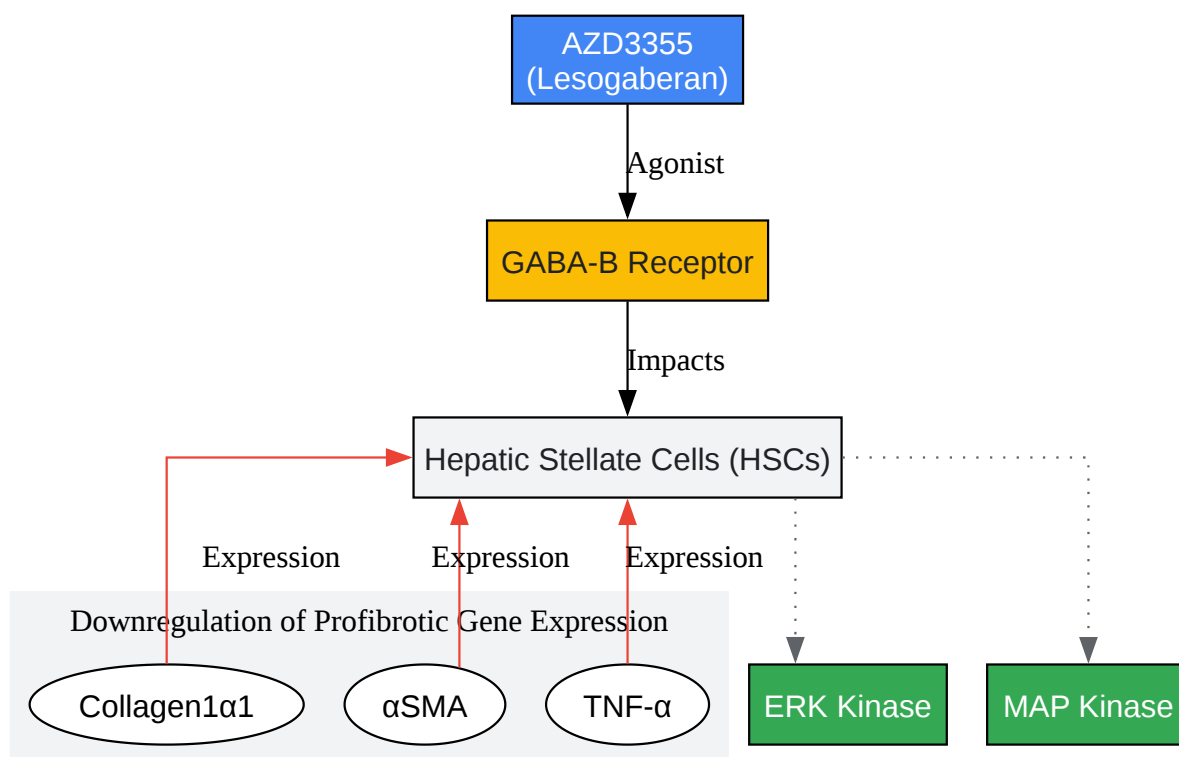 AZD3355
(Lesogaberan)
Agonist
GABA-B Receptor
Impacts
Hepatic Stellate Cells (HSCs)
Expression
Expression
Expression
Downregulation of Profibrotic Gene Expression
Collagen1α1
αSMA
TNF-α
ERK Kinase
MAP Kinase